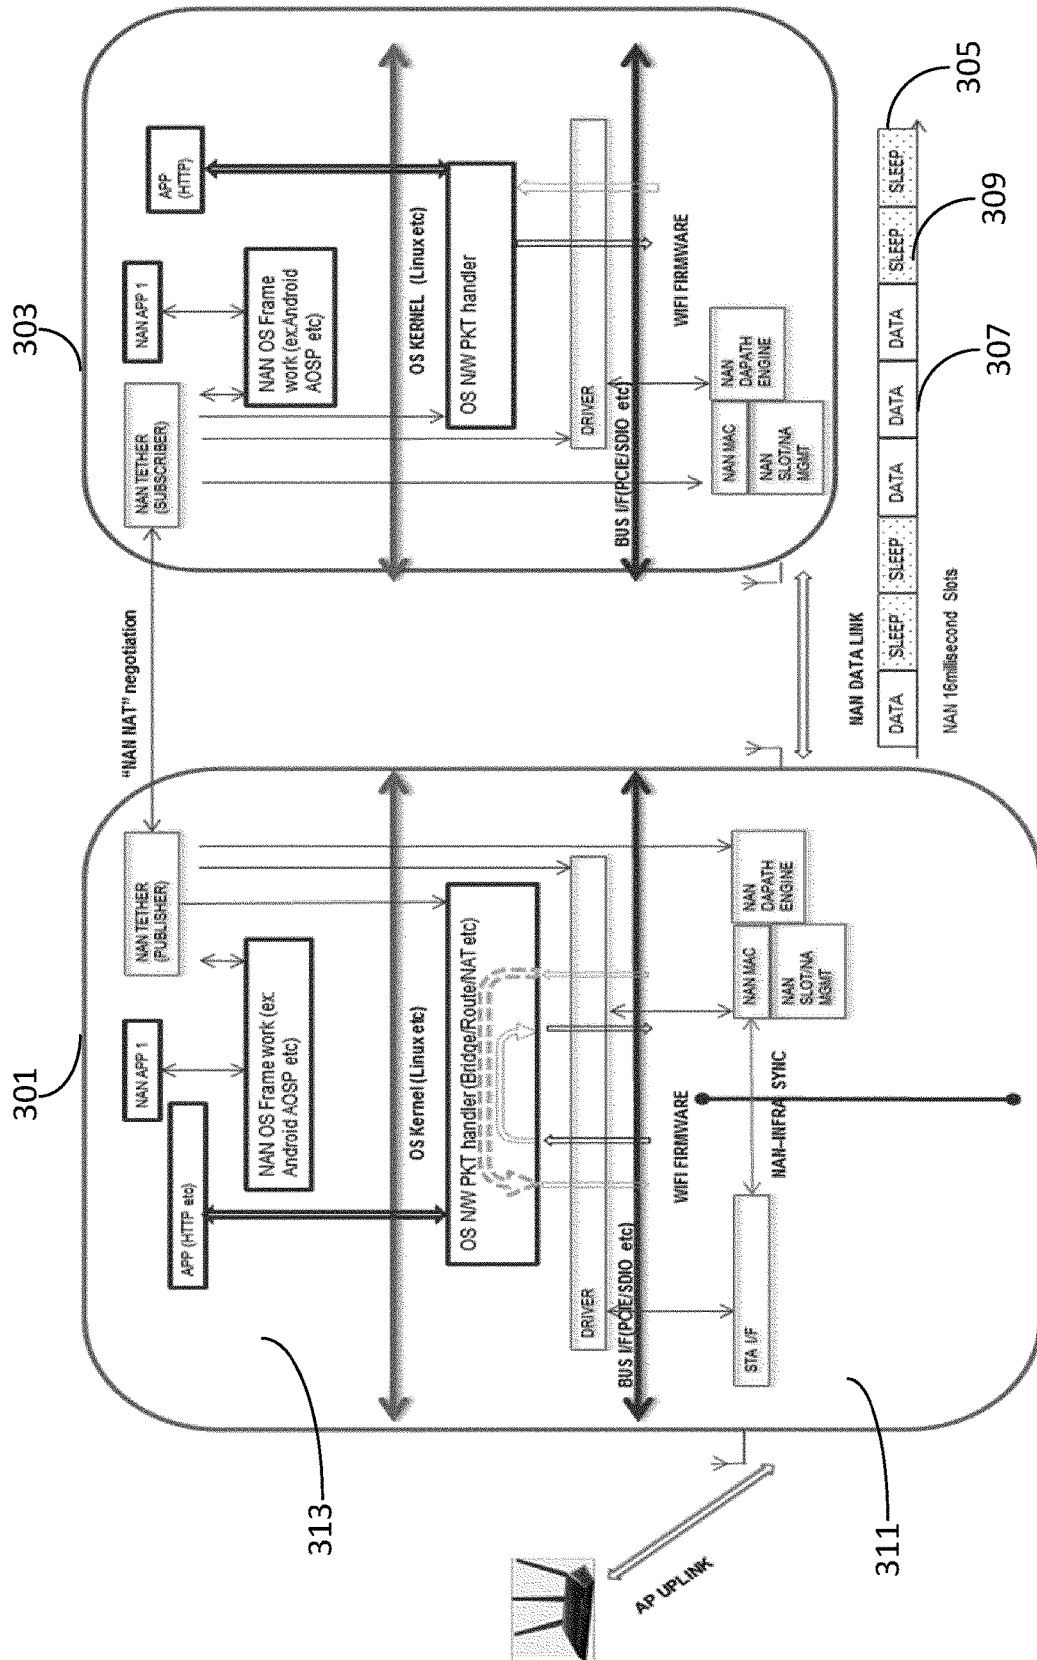 301
303
"NAN NAT" negotiation
NAN APP 1
NAN TETHER
(PUBLISHER)
APP (HTTP etc)
NAN OS Frame work (ex:
Android AOSP etc)
313
OS Kernel (Linux etc)
OS N/W PKT handler (Bridge/Route/NAT etc)
DRIVER
BUS I/F(PCIE/SDIO etc)
WIFI FIRMWARE
STA I/F
NAN-INFRA SYNC
NAN MAC
NAN
SLOT/NA
MGMT
NAN
DAPATH
ENGINE
311
AP UPLINK
NAN TETHER
(SUBSCRIBER)
NAN APP 1
APP
(HTTP)
NAN OS Frame
work (ex:Android
AOSP etc)
OS KERNEL (Linux etc)
OS N/W PKT handler
DRIVER
BUS I/F(PCIE/SDIO etc)
WIFI FIRMWARE
NAN MAC
NAN
SLOT/NA
MGMT
NAN
DAPATH
ENGINE
NAN DATA LINK
DATA SLEEP SLEEP DATA DATA DATA SLEEP SLEEP
NAN 16millisecond Slots
305
309
307